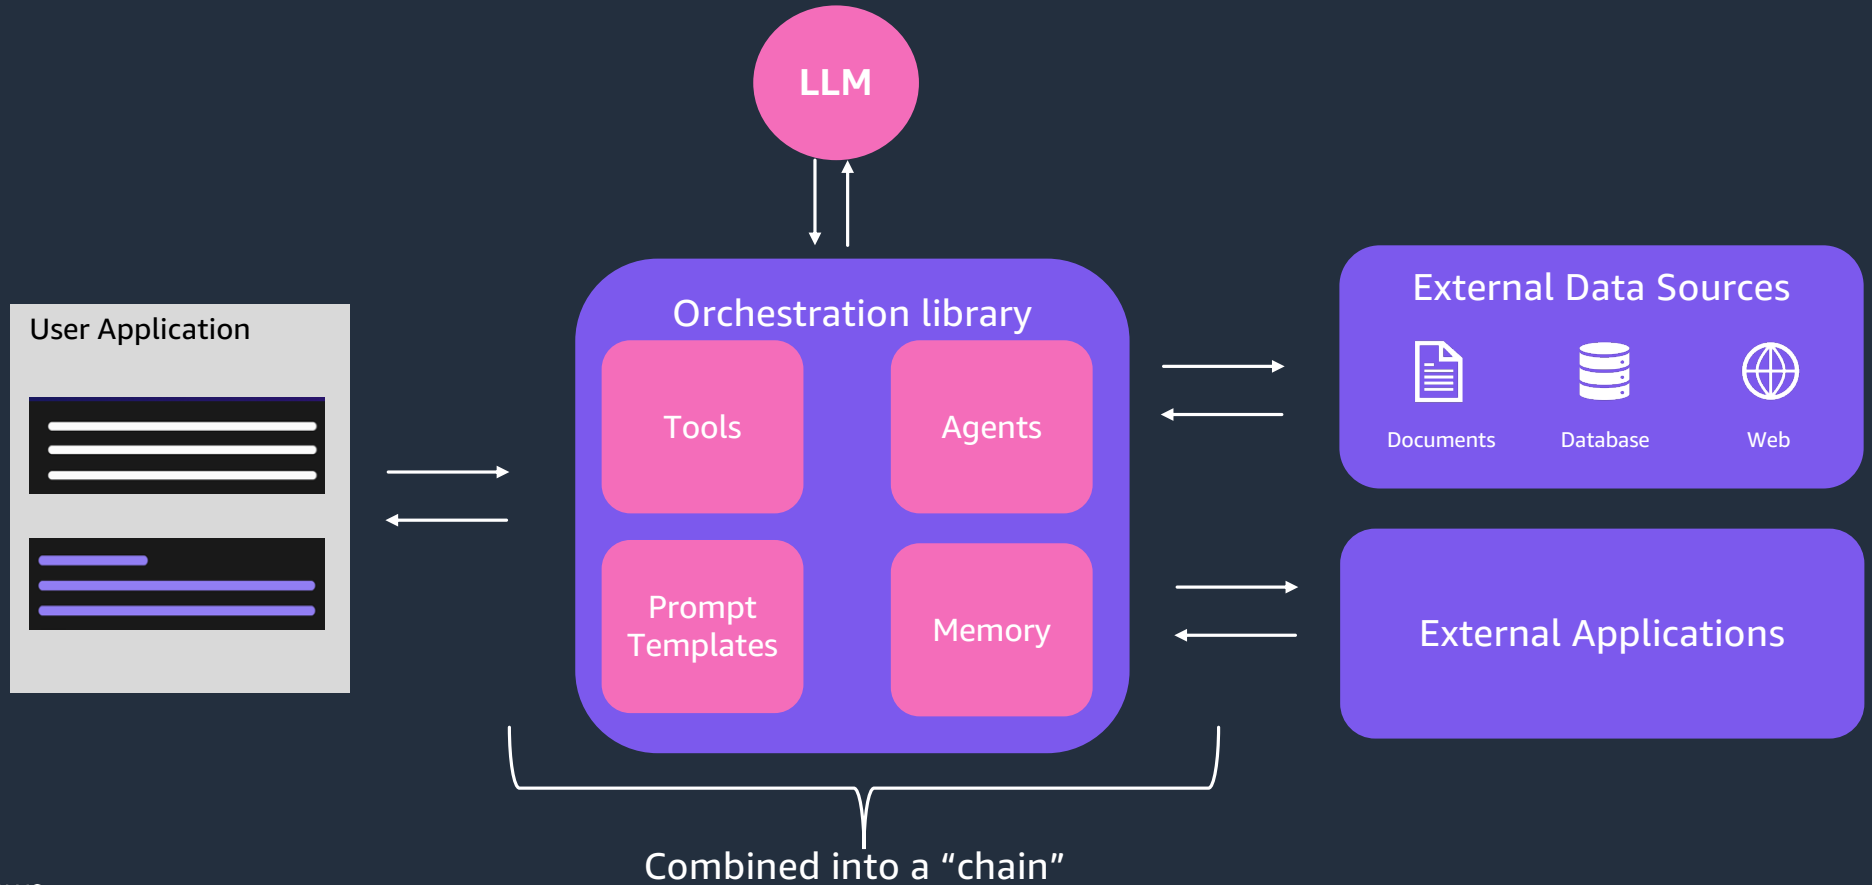 LLM
User Application
Orchestration library
Tools
Agents
Prompt
Templates
Memory
External Data Sources
Documents
Database
Web
External Applications
Combined into a “chain”